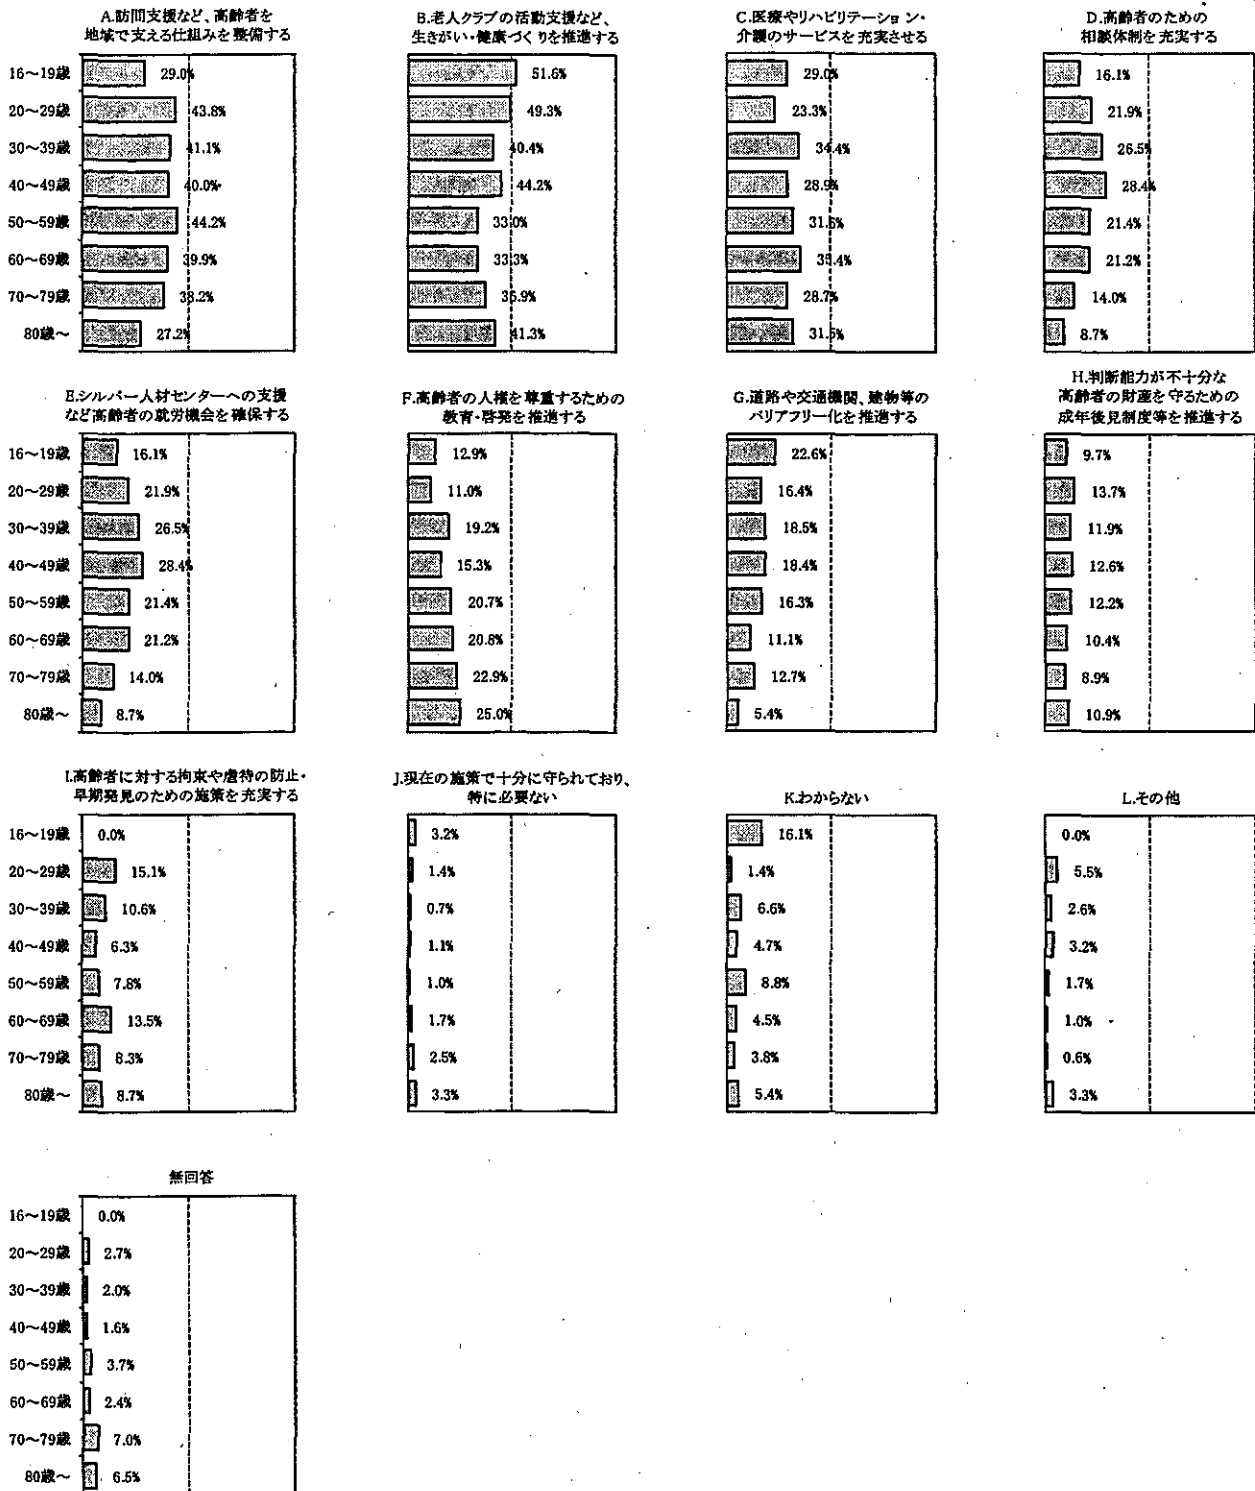 A.訪問支援など、高齢者を
地域で支える仕組みを整備する
16～19歳 29.0%
20～29歳 43.8%
30～39歳 41.1%
40～49歳 40.0%
50～59歳 44.2%
60～69歳 39.9%
70～79歳 38.2%
80歳～ 27.2%
B.老人クラブの活動支援など、
生きがい・健康づくりを推進する
51.6%
49.3%
40.4%
44.2%
33.0%
33.3%
36.9%
41.3%
C.医療やリハビリテーション・
介護のサービスを充実させる
29.0%
23.3%
34.4%
28.9%
31.6%
35.4%
28.7%
31.5%
D.高齢者のための
相談体制を充実する
16.1%
21.9%
26.5%
28.4%
21.4%
21.2%
14.0%
8.7%
E.シルバー人材センターへの支援
など高齢者の就労機会を確保する
16～19歳 16.1%
20～29歳 21.9%
30～39歳 26.5%
40～49歳 28.4%
50～59歳 21.4%
60～69歳 21.2%
70～79歳 14.0%
80歳～ 8.7%
F.高齢者の人権を尊重するための
教育・啓発を推進する
12.9%
11.0%
19.2%
15.3%
20.7%
20.8%
22.9%
25.0%
G.道路や交通機関、建物等の
バリアフリー化を推進する
22.6%
16.4%
18.5%
18.4%
16.3%
11.1%
12.7%
5.4%
H.判断能力が不十分な
高齢者の財産を守るための
成年後見制度等を推進する
9.7%
13.7%
11.9%
12.6%
12.2%
10.4%
8.9%
10.9%
I.高齢者に対する拘束や虐待の防止・
早期発見のための施策を充実する
16～19歳 0.0%
20～29歳 15.1%
30～39歳 10.6%
40～49歳 6.3%
50～59歳 7.8%
60～69歳 13.5%
70～79歳 8.3%
80歳～ 8.7%
J.現在の施策で十分に守られており、
特に必要ない
3.2%
1.4%
0.7%
1.1%
1.0%
1.7%
2.5%
3.3%
K.わからない
16.1%
1.4%
6.6%
4.7%
8.8%
4.5%
3.8%
5.4%
L.その他
0.0%
5.5%
2.6%
3.2%
1.7%
1.0%
0.6%
3.3%
無回答
16～19歳 0.0%
20～29歳 2.7%
30～39歳 2.0%
40～49歳 1.6%
50～59歳 3.7%
60～69歳 2.4%
70～79歳 7.0%
80歳～ 6.5%